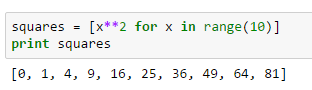 squares = [x**2 for x in range(10)]
print squares
[0, 1, 4, 9, 16, 25, 36, 49, 64, 81]